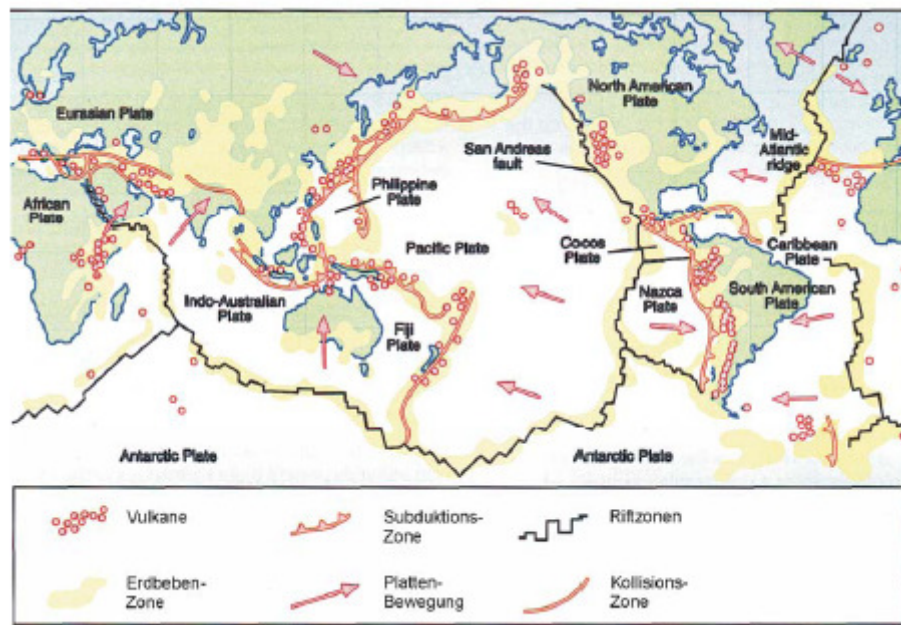 Eurasian Plate
North American
Plate
San Andreas
fault
Mid-
Atlantic
ridge
African
Plate
Philippine
Plate
Pacific Plate
Cocos
Plate
Caribbean
Plate
Indo-Australian
Plate
Fiji
Plate
Nazca
Plate
South American
Plate
Antarctic Plate
Antarctic Plate
Vulkane
Subduktions-
Zone
Riftzonen
Erdbeben-
Zone
Platten-
Bewegung
Kollisions-
Zone